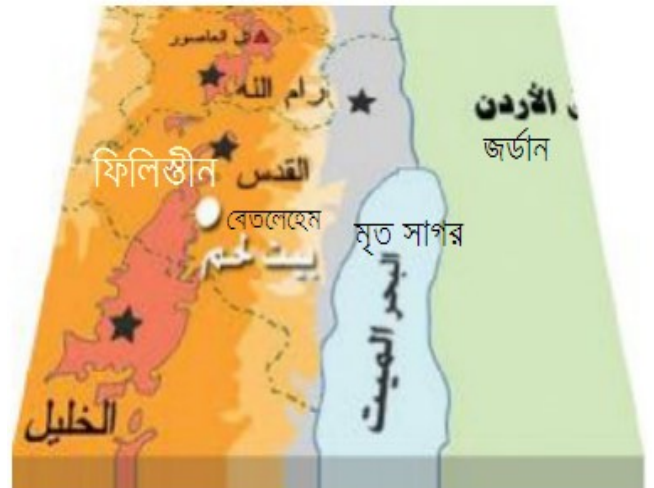 تل العاصور
رام الله
الأردن
জর্ডান
ফিলিস্তীন
القدس
বেতলেহেম
بيت لحم
মৃত সাগর
البحر الميت
الخليل